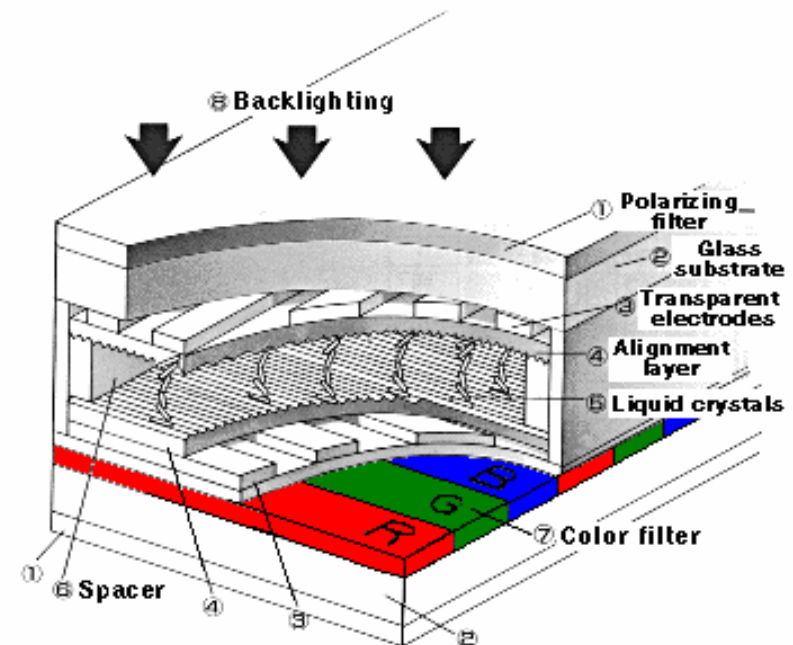 ⑧ Backlighting
① Polarizing
filter
② Glass
substrate
③ Transparent
electrodes
④ Alignment
layer
⑤ Liquid crystals
B
G
R
⑦ Color filter
①
⑥ Spacer
④
③
②